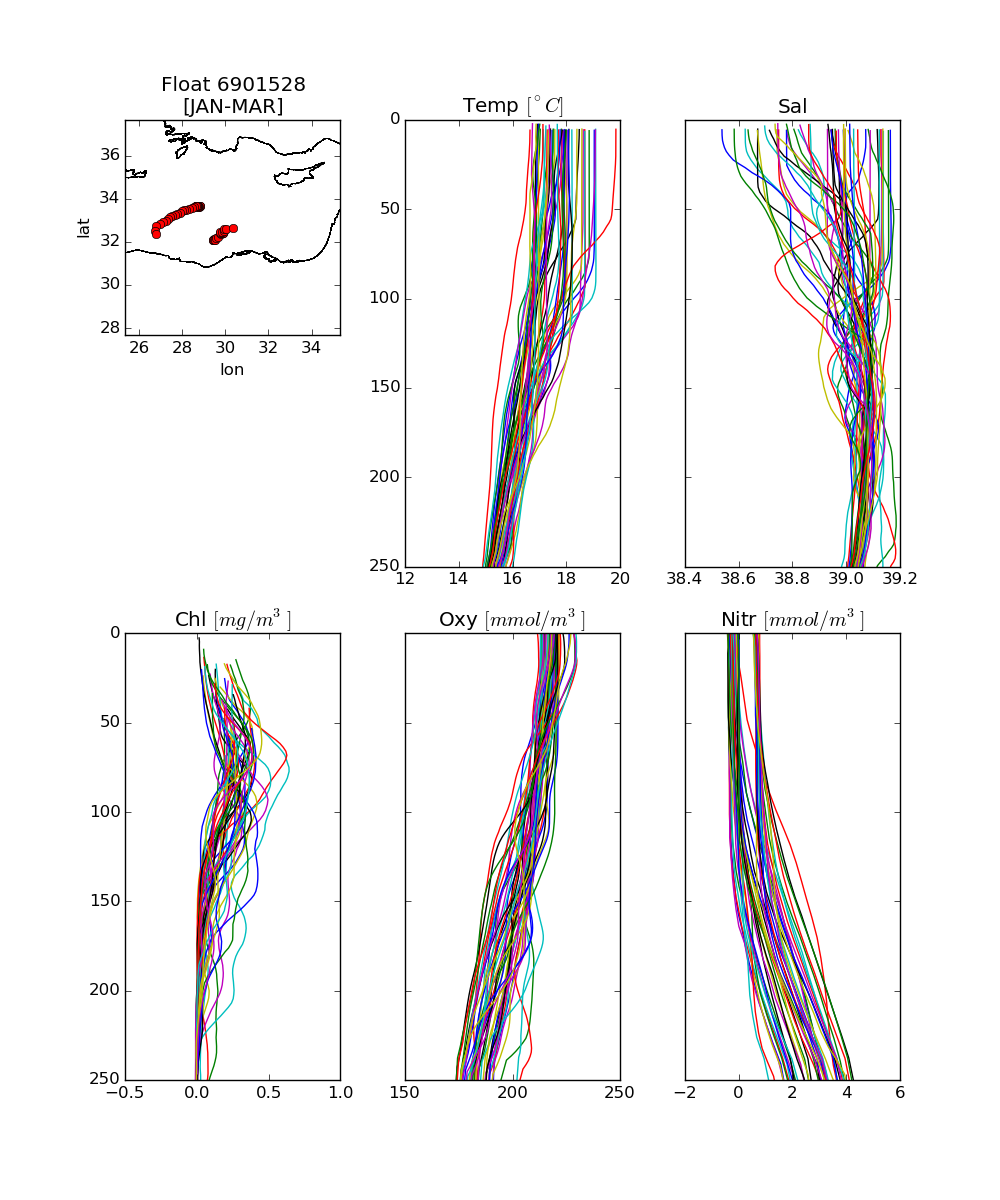 Float 6901528
[JAN-MAR]
36
34
32
30
28
lat
26 28 30 32 34
lon
Temp [°C]
0
50
100
150
200
250
12 14 16 18 20
Sal
38.4 38.6 38.8 39.0 39.2
Chl [mg/m³]
0
50
100
150
200
250
−0.5 0.0 0.5 1.0
Oxy [mmol/m³]
150 200 250
Nitr [mmol/m³]
−2 0 2 4 6